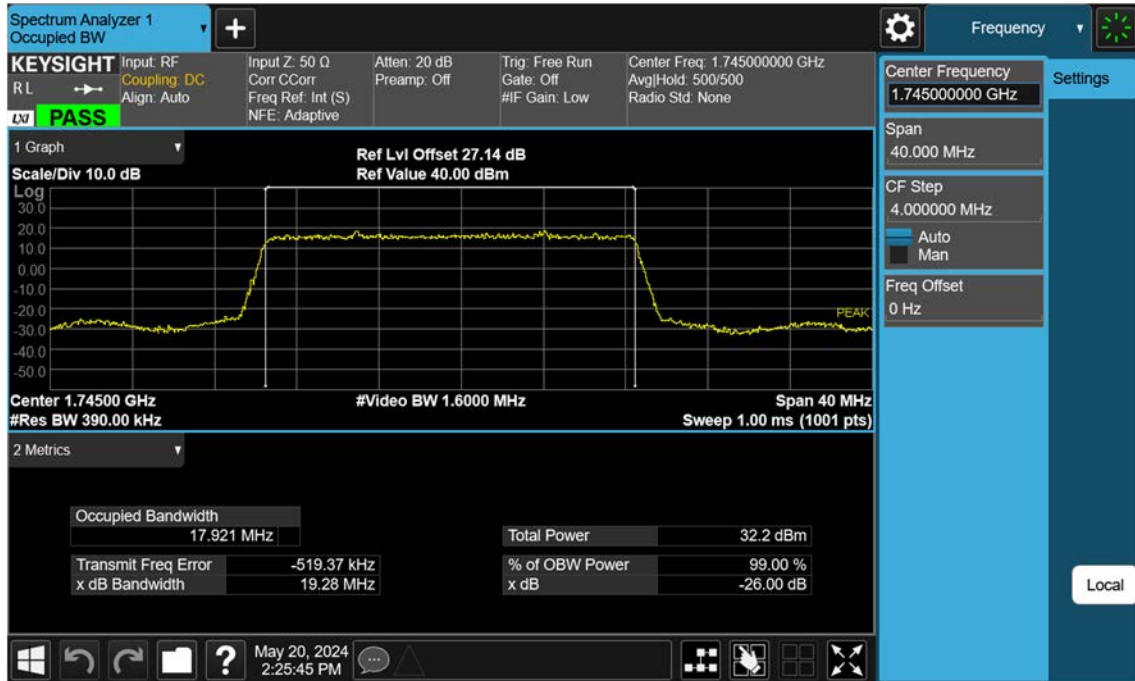 Spectrum Analyzer 1
Occupied BW
+
Frequency
KEYSIGHT
RL
LXI
PASS
Input: RF
Coupling: DC
Align: Auto
Input Z: 50 Ω
Corr CCorr
Freq Ref: Int (S)
NFE: Adaptive
Atten: 20 dB
Preamp: Off
Trig: Free Run
Gate: Off
#IF Gain: Low
Center Freq: 1.745000000 GHz
Avg|Hold: 500/500
Radio Std: None
Center Frequency
1.745000000 GHz
Settings
Span
40.000 MHz
CF Step
4.000000 MHz
Auto
Man
Freq Offset
0 Hz
Local
1 Graph
Scale/Div 10.0 dB
Ref Lvl Offset 27.14 dB
Ref Value 40.00 dBm
Log
30.0
20.0
10.0
0.00
-10.0
-20.0
-30.0
-40.0
-50.0
PEAK
Center 1.74500 GHz
#Video BW 1.6000 MHz
Span 40 MHz
#Res BW 390.00 kHz
Sweep 1.00 ms (1001 pts)
2 Metrics
Occupied Bandwidth
17.921 MHz
Total Power 32.2 dBm
Transmit Freq Error -519.37 kHz
% of OBW Power 99.00 %
x dB Bandwidth 19.28 MHz
x dB -26.00 dB
?
May 20, 2024
2:25:45 PM